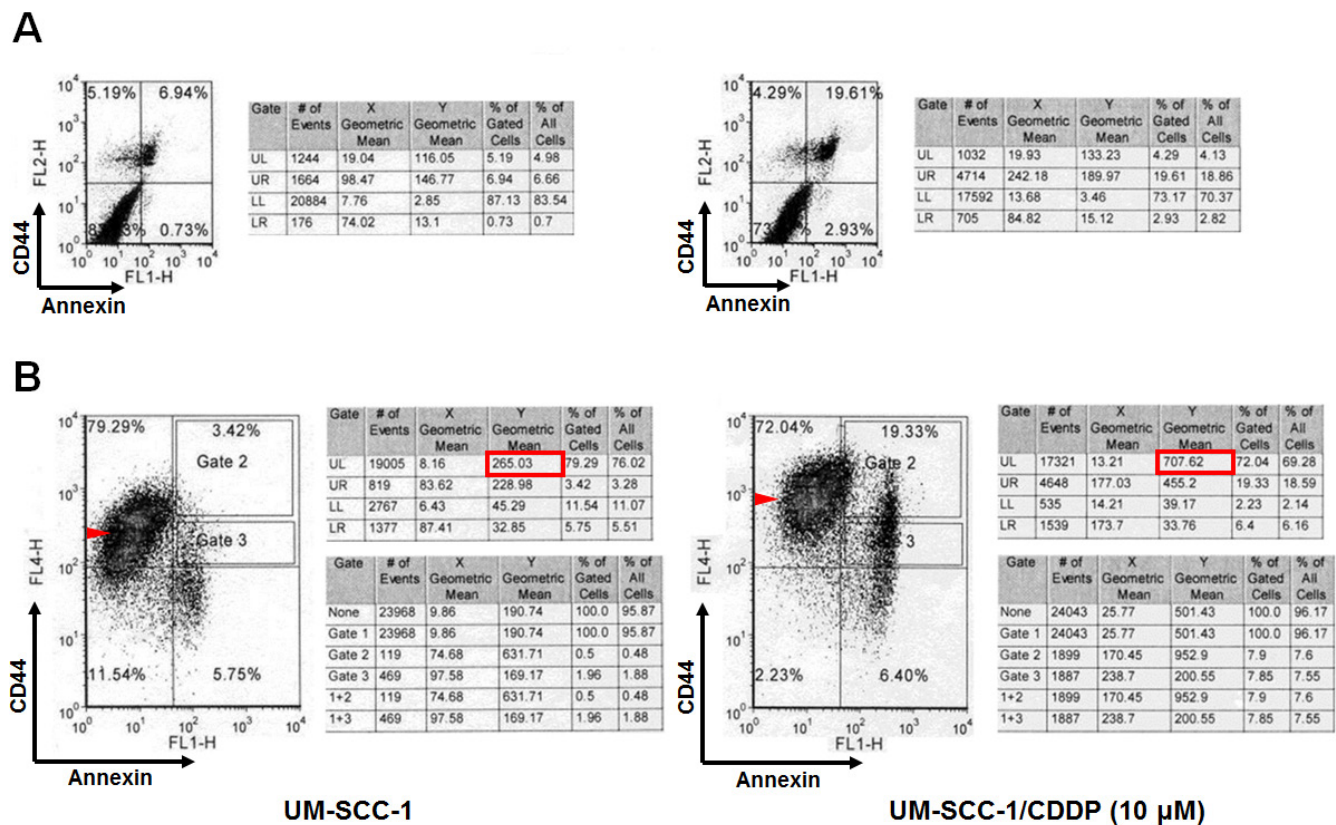 A
10⁴
10³
10²
10¹
10⁰
5.19% 6.94%
0.73%
10⁰ 10¹ 10² 10³ 10⁴
FL2-H
FL1-H
CD44
Annexin
Gate # of Events X Geometric Mean Y Geometric Mean % of Gated Cells % of All Cells
UL 1244 19.04 116.05 5.19 4.98
UR 1664 98.47 146.77 6.94 6.66
LL 20884 7.76 2.85 87.13 83.54
LR 176 74.02 13.1 0.73 0.7
10⁴
10³
10²
10¹
10⁰
4.29% 19.61%
2.93%
10⁰ 10¹ 10² 10³ 10⁴
FL2-H
FL1-H
CD44
Annexin
Gate # of Events X Geometric Mean Y Geometric Mean % of Gated Cells % of All Cells
UL 1032 19.93 133.23 4.29 4.13
UR 4714 242.18 189.97 19.61 18.86
LL 17592 13.68 3.46 73.17 70.37
LR 705 84.82 15.12 2.93 2.82
B
10⁴
10³
10²
10¹
10⁰
79.29% 3.42%
Gate 2
Gate 3
11.54% 5.75%
10⁰ 10¹ 10² 10³ 10⁴
FL4-H
FL1-H
CD44
Annexin
Gate # of Events X Geometric Mean Y Geometric Mean % of Gated Cells % of All Cells
UL 19005 8.16 265.03 79.29 76.02
UR 819 83.62 228.98 3.42 3.28
LL 2767 6.43 45.29 11.54 11.07
LR 1377 87.41 32.85 5.75 5.51
Gate # of Events X Geometric Mean Y Geometric Mean % of Gated Cells % of All Cells
None 23968 9.86 190.74 100.0 95.87
Gate 1 23968 9.86 190.74 100.0 95.87
Gate 2 119 74.68 631.71 0.5 0.48
Gate 3 469 97.58 169.17 1.96 1.88
1+2 119 74.68 631.71 0.5 0.48
1+3 469 97.58 169.17 1.96 1.88
UM-SCC-1
10⁴
10³
10²
10¹
10⁰
72.04% 19.33%
Gate 2
3
2.23% 6.40%
10⁰ 10¹ 10² 10³ 10⁴
FL4-H
FL1-H
CD44
Annexin
Gate # of Events X Geometric Mean Y Geometric Mean % of Gated Cells % of All Cells
UL 17321 13.21 707.62 72.04 69.28
UR 4648 177.03 455.2 19.33 18.59
LL 535 14.21 39.17 2.23 2.14
LR 1539 173.7 33.76 6.4 6.16
Gate # of Events X Geometric Mean Y Geometric Mean % of Gated Cells % of All Cells
None 24043 25.77 501.43 100.0 96.17
Gate 1 24043 25.77 501.43 100.0 96.17
Gate 2 1899 170.45 952.9 7.9 7.6
Gate 3 1887 238.7 200.55 7.85 7.55
1+2 1899 170.45 952.9 7.9 7.6
1+3 1887 238.7 200.55 7.85 7.55
UM-SCC-1/CDDP (10 µM)